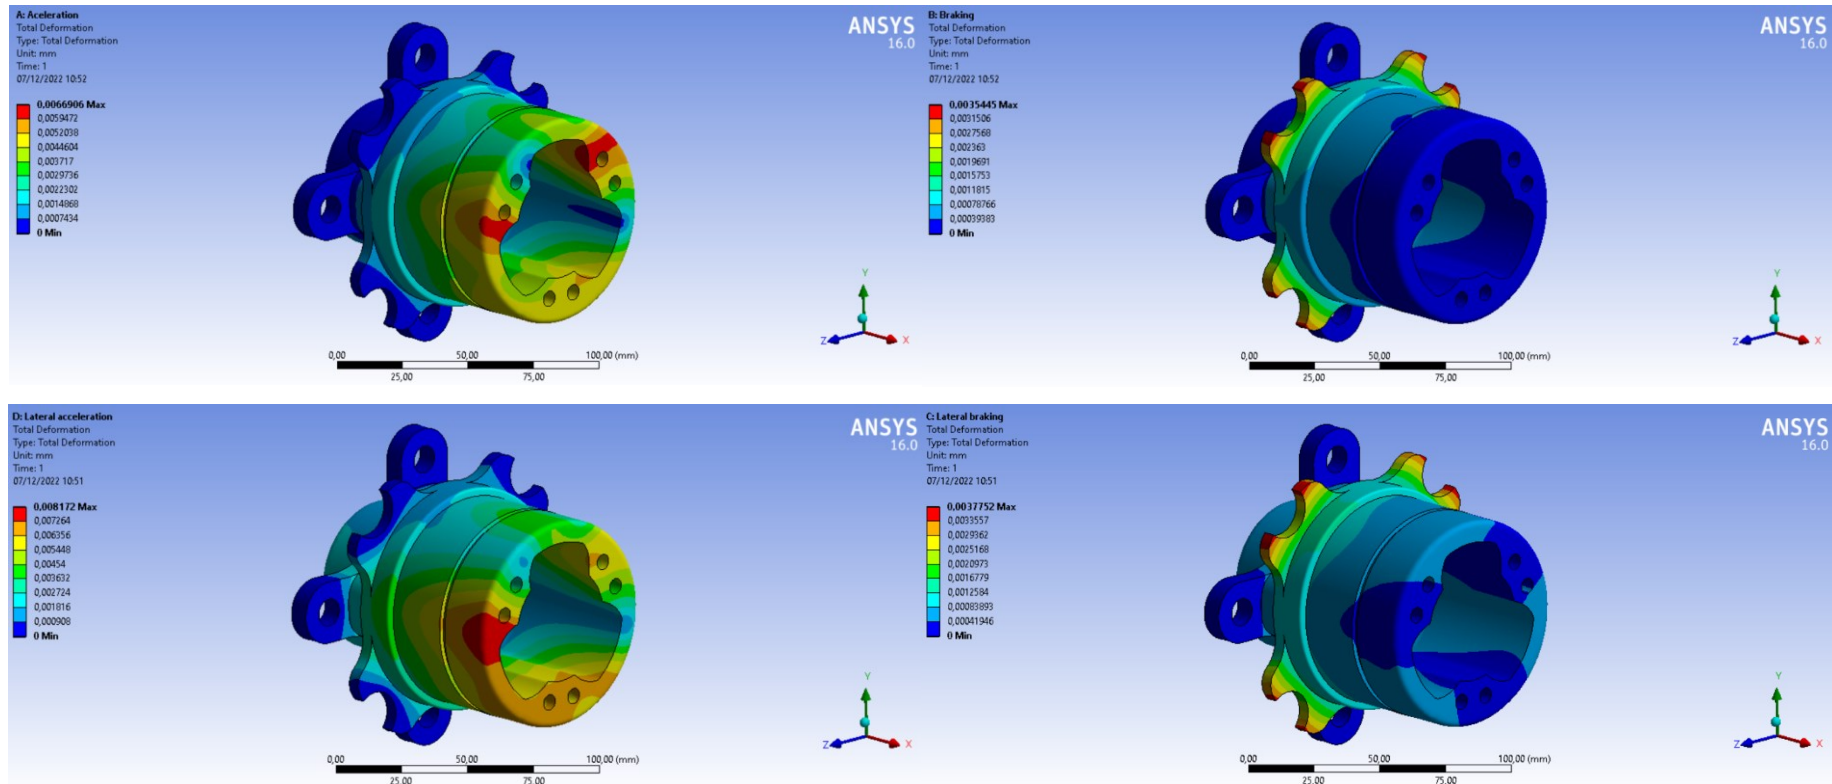 A: Aceleration
Total Deformation
Type: Total Deformation
Unit: mm
Time: 1
07/12/2022 10:52
0,0066906 Max
0,0059472
0,0052038
0,0044604
0,003717
0,0029736
0,0022302
0,0014868
0,0007434
0 Min
ANSYS
16.0
Y
Z
X
0,00
50,00
100,00 (mm)
25,00
75,00
B: Braking
Total Deformation
Type: Total Deformation
Unit: mm
Time: 1
07/12/2022 10:52
0,0035445 Max
0,0031506
0,0027568
0,002363
0,0019691
0,0015753
0,0011815
0,00078766
0,00039383
0 Min
ANSYS
16.0
Y
Z
X
0,00
50,00
100,00 (mm)
25,00
75,00
D: Lateral acceleration
Total Deformation
Type: Total Deformation
Unit: mm
Time: 1
07/12/2022 10:51
0,008172 Max
0,007264
0,006356
0,005448
0,00454
0,003632
0,002724
0,001816
0,000908
0 Min
ANSYS
16.0
Y
Z
X
0,00
50,00
100,00 (mm)
25,00
75,00
C: Lateral braking
Total Deformation
Type: Total Deformation
Unit: mm
Time: 1
07/12/2022 10:51
0,0037752 Max
0,0033557
0,0029362
0,0025168
0,0020973
0,0016779
0,0012584
0,00083893
0,00041946
0 Min
ANSYS
16.0
Y
Z
X
0,00
50,00
100,00 (mm)
25,00
75,00